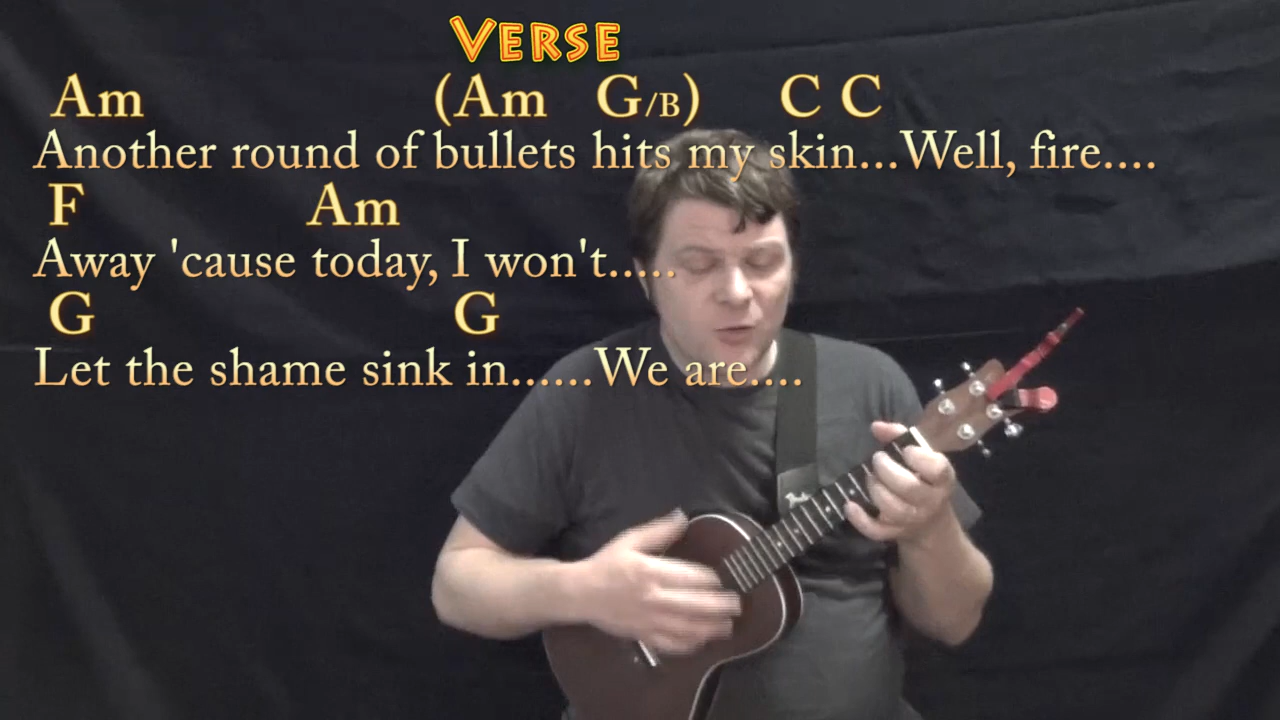 VERSE
Am (Am G/B) C C
Another round of bullets hits my skin...Well, fire....
F Am
Away 'cause today, I won't.....
G G
Let the shame sink in......We are....